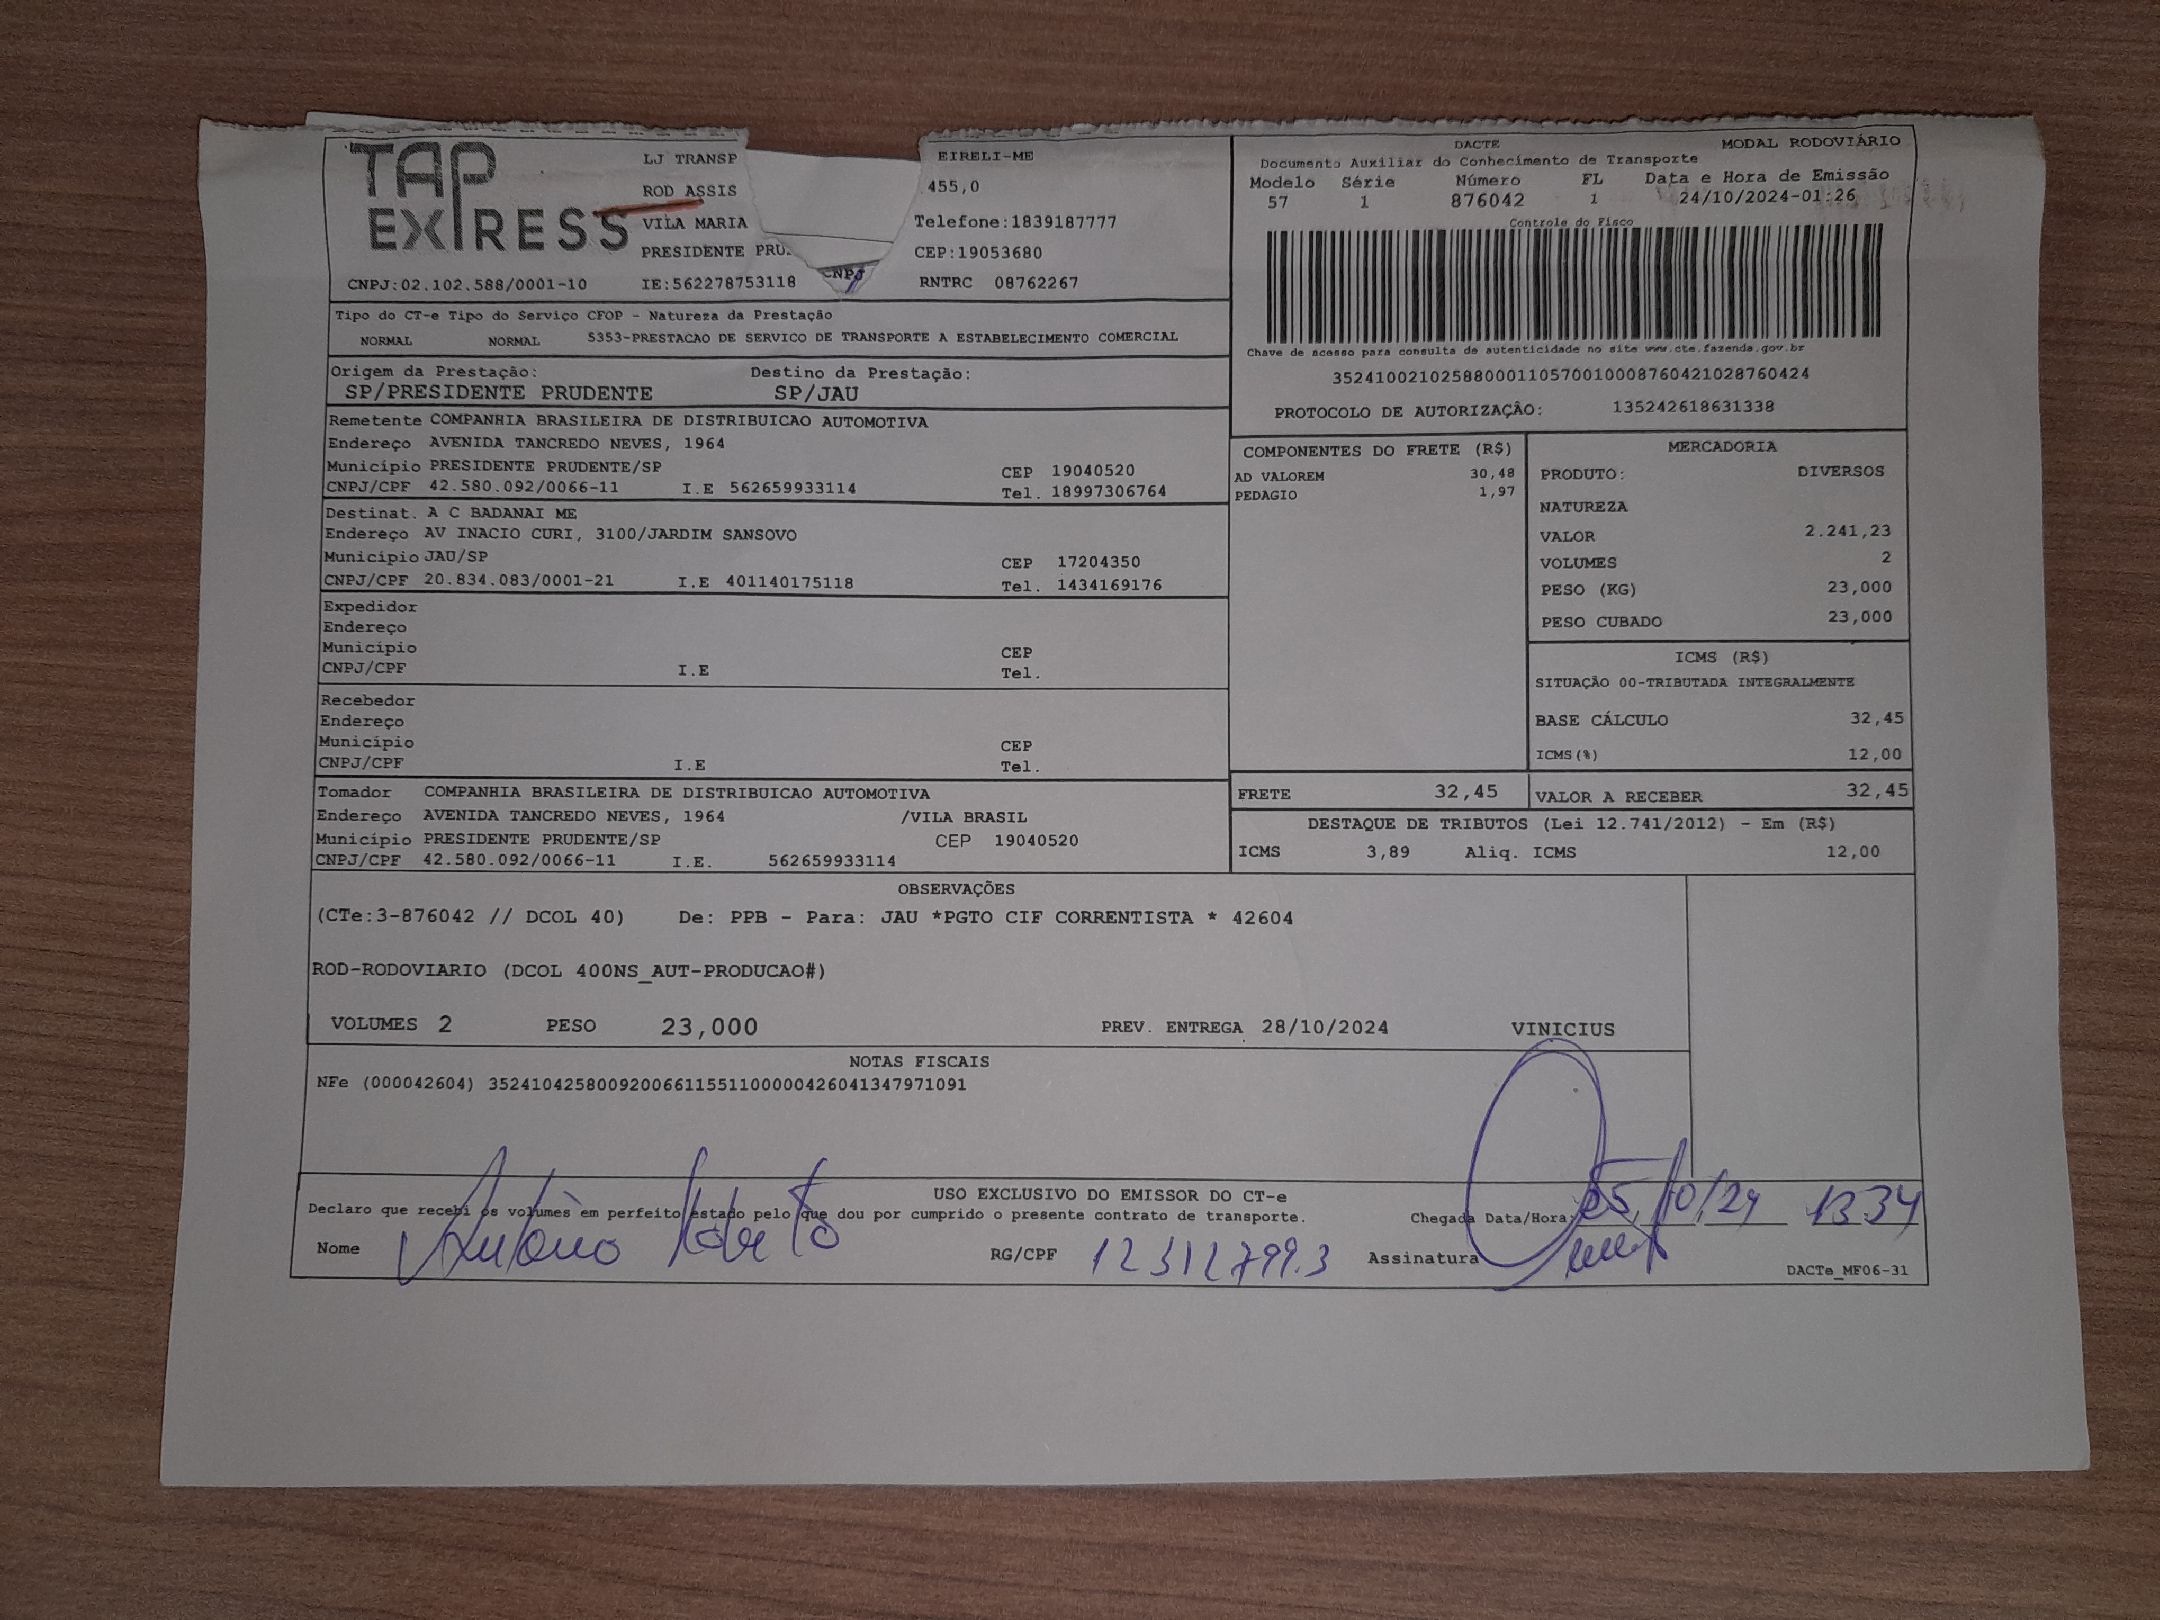 TAP
EXPRESS
LJ TRANSP EIRELI-ME
ROD ASSIS 455,0
VILA MARIA Telefone:1839187777
PRESIDENTE PRU CEP:19053680
CNPJ:02.102.588/0001-10 IE:562278753118 CNPJ RNTRC 08762267
DACTE MODAL RODOVIÁRIO
Documento Auxiliar do Conhecimento de Transporte
Modelo Série Número FL Data e Hora de Emissão
57 1 876042 1 24/10/2024-01:26
Controle do Fisco
Chave de acesso para consulta de autenticidade no site www.cte.fazenda.gov.br
35241002102588000110570010008760421028760424
PROTOCOLO DE AUTORIZAÇÃO: 135242618631338
Tipo do CT-e Tipo do Serviço CFOP - Natureza da Prestação
NORMAL NORMAL 5353-PRESTACAO DE SERVICO DE TRANSPORTE A ESTABELECIMENTO COMERCIAL
Origem da Prestação: Destino da Prestação:
SP/PRESIDENTE PRUDENTE SP/JAU
Remetente COMPANHIA BRASILEIRA DE DISTRIBUICAO AUTOMOTIVA
Endereço AVENIDA TANCREDO NEVES, 1964
Município PRESIDENTE PRUDENTE/SP CEP 19040520
CNPJ/CPF 42.580.092/0066-11 I.E 562659933114 Tel. 18997306764
Destinat. A C BADANAI ME
Endereço AV INACIO CURI, 3100/JARDIM SANSOVO
Município JAU/SP CEP 17204350
CNPJ/CPF 20.834.083/0001-21 I.E 401140175118 Tel. 1434169176
Expedidor
Endereço
Município CEP
CNPJ/CPF I.E Tel.
Recebedor
Endereço
Município CEP
CNPJ/CPF I.E Tel.
Tomador COMPANHIA BRASILEIRA DE DISTRIBUICAO AUTOMOTIVA
Endereço AVENIDA TANCREDO NEVES, 1964 /VILA BRASIL
Município PRESIDENTE PRUDENTE/SP CEP 19040520
CNPJ/CPF 42.580.092/0066-11 I.E. 562659933114
COMPONENTES DO FRETE (R$)
AD VALOREM 30,48
PEDAGIO 1,97
MERCADORIA
PRODUTO: DIVERSOS
NATUREZA
VALOR 2.241,23
VOLUMES 2
PESO (KG) 23,000
PESO CUBADO 23,000
ICMS (R$)
SITUAÇÃO 00-TRIBUTADA INTEGRALMENTE
BASE CÁLCULO 32,45
ICMS(%) 12,00
FRETE 32,45 VALOR A RECEBER 32,45
DESTAQUE DE TRIBUTOS (Lei 12.741/2012) - Em (R$)
ICMS 3,89 Aliq. ICMS 12,00
OBSERVAÇÕES
(CTe:3-876042 // DCOL 40) De: PPB - Para: JAU *PGTO CIF CORRENTISTA * 42604
ROD-RODOVIARIO (DCOL 400NS_AUT-PRODUCAO#)
VOLUMES 2 PESO 23,000 PREV. ENTREGA 28/10/2024 VINICIUS
NOTAS FISCAIS
NFe (000042604) 35241042580092006611551100000426041347971091
USO EXCLUSIVO DO EMISSOR DO CT-e
Declaro que recebi os volumes em perfeito estado pelo que dou por cumprido o presente contrato de transporte. Chegada Data/Hora: 25/10/24 13 34
Nome Antonio Roberto RG/CPF 12312799.3 Assinatura
DACTe_MF06-31